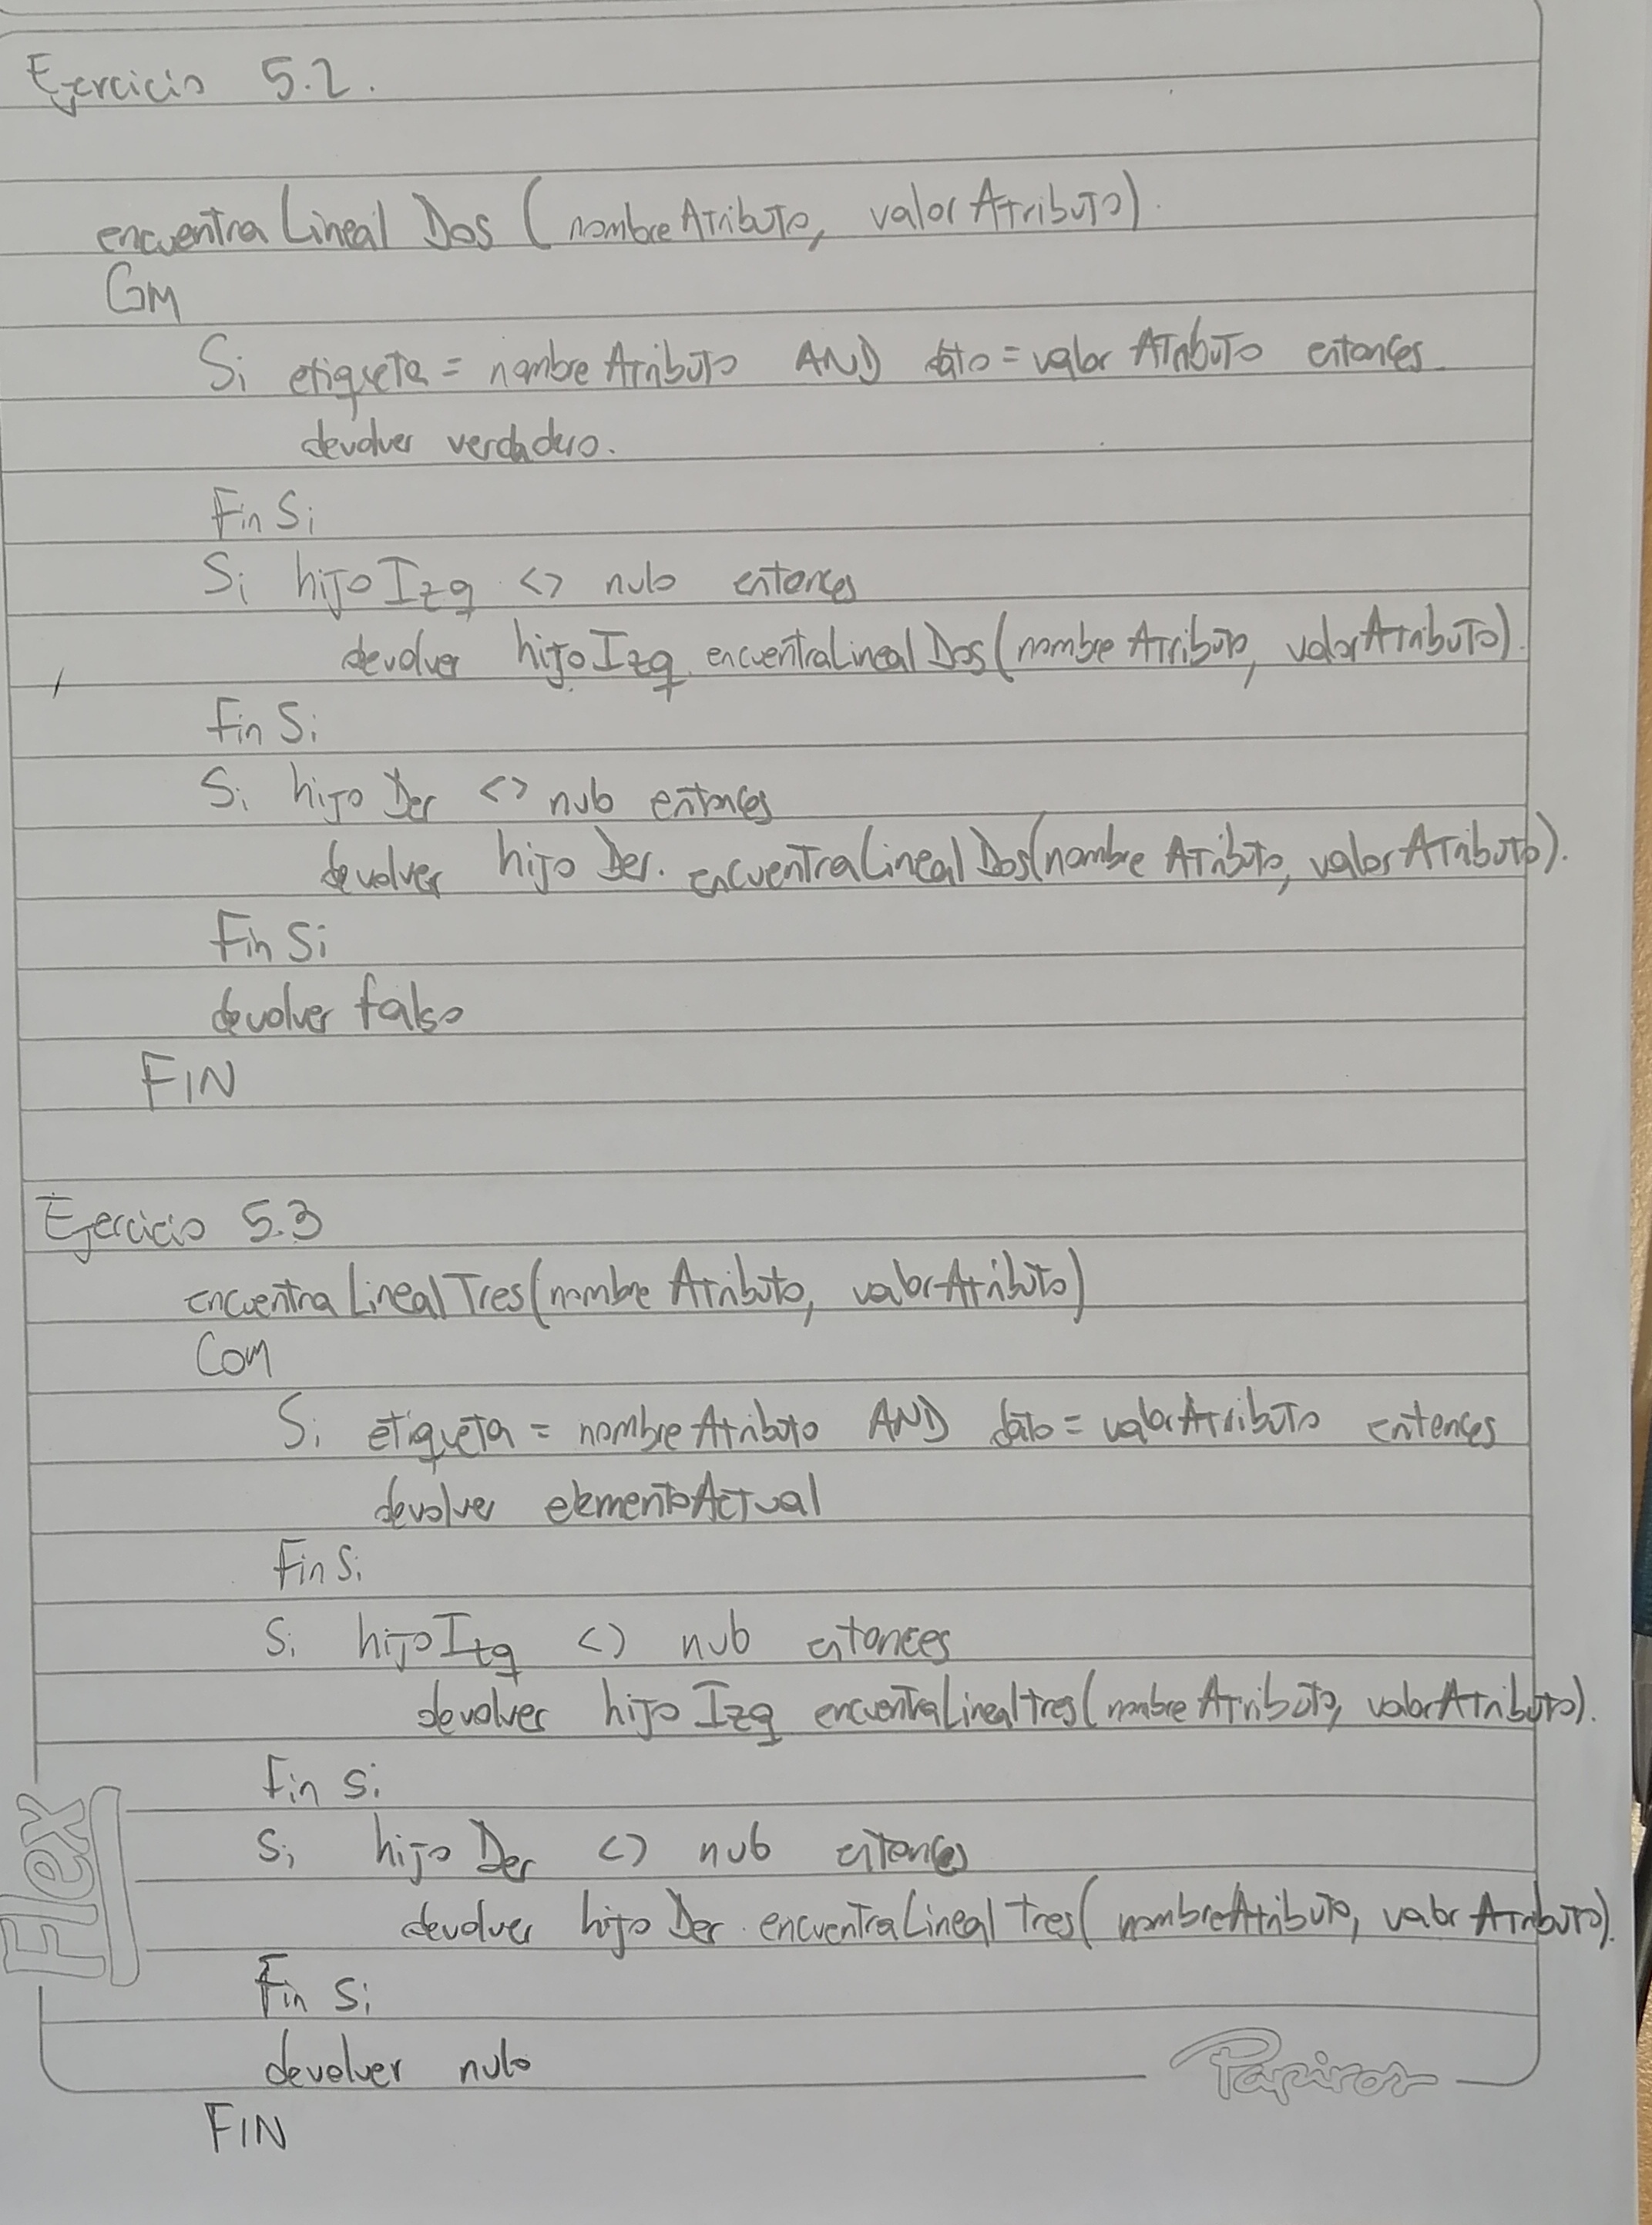 Ejercicio 5.2.
encuentraLinealDos (nombreAtributo, valorAtributo).
Com
Si etiqueta = nombreAtributo AND dato = valorAtributo entonces
devolver verdadero.
Fin Si
Si hijoIzq <> nulo entonces
devolver hijoIzq.encuentraLinealDos(nombreAtributo, valorAtributo).
Fin Si
Si hijoDer <> nulo entonces
devolver hijoDer.encuentraLinealDos(nombreAtributo, valorAtributo).
Fin Si
devolver falso
FIN
Ejercicio 5.3
encuentraLinealTres(nombreAtributo, valorAtributo)
Com
Si etiqueta = nombreAtributo AND dato = valorAtributo entonces
devolver elementoActual
Fin Si
Si hijoIzq <> nulo entonces
devolver hijoIzq encuentraLinealtres(nombreAtributo, valorAtributo).
Fin si
Si hijoDer <> nulo entonces
devolver hijoDer.encuentraLinealTres(nombreAtributo, valorAtributo).
Fin Si
devolver nulo
FIN
Flex
Papiros